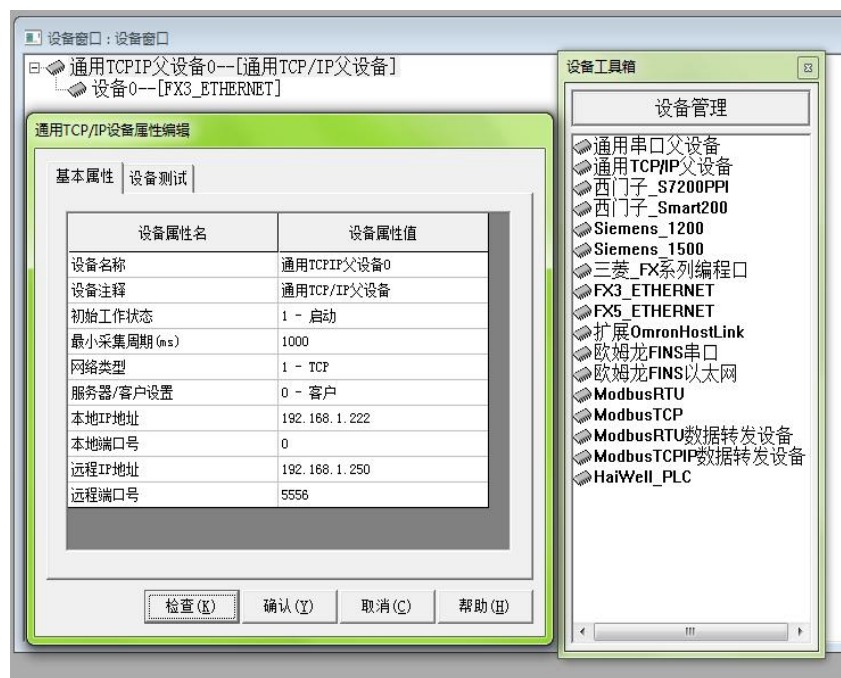 设备窗口 : 设备窗口
通用TCPIP父设备0--[通用TCP/IP父设备]
设备0--[FX3_ETHERNET]
通用TCP/IP设备属性编辑
基本属性 设备测试
设备属性名 设备属性值
设备名称 通用TCPIP父设备0
设备注释 通用TCP/IP父设备
初始工作状态 1 - 启动
最小采集周期(ms) 1000
网络类型 1 - TCP
服务器/客户设置 0 - 客户
本地IP地址 192.168.1.222
本地端口号 0
远程IP地址 192.168.1.250
远程端口号 5556
检查(K) 确认(Y) 取消(C) 帮助(H)
设备工具箱
设备管理
通用串口父设备
通用TCP/IP父设备
西门子_S7200PPI
西门子_Smart200
Siemens_1200
Siemens_1500
三菱_FX系列编程口
FX3_ETHERNET
FX5_ETHERNET
扩展OmronHostLink
欧姆龙FINS串口
欧姆龙FINS以太网
ModbusRTU
ModbusTCP
ModbusRTU数据转发设备
ModbusTCPIP数据转发设备
HaiWell_PLC